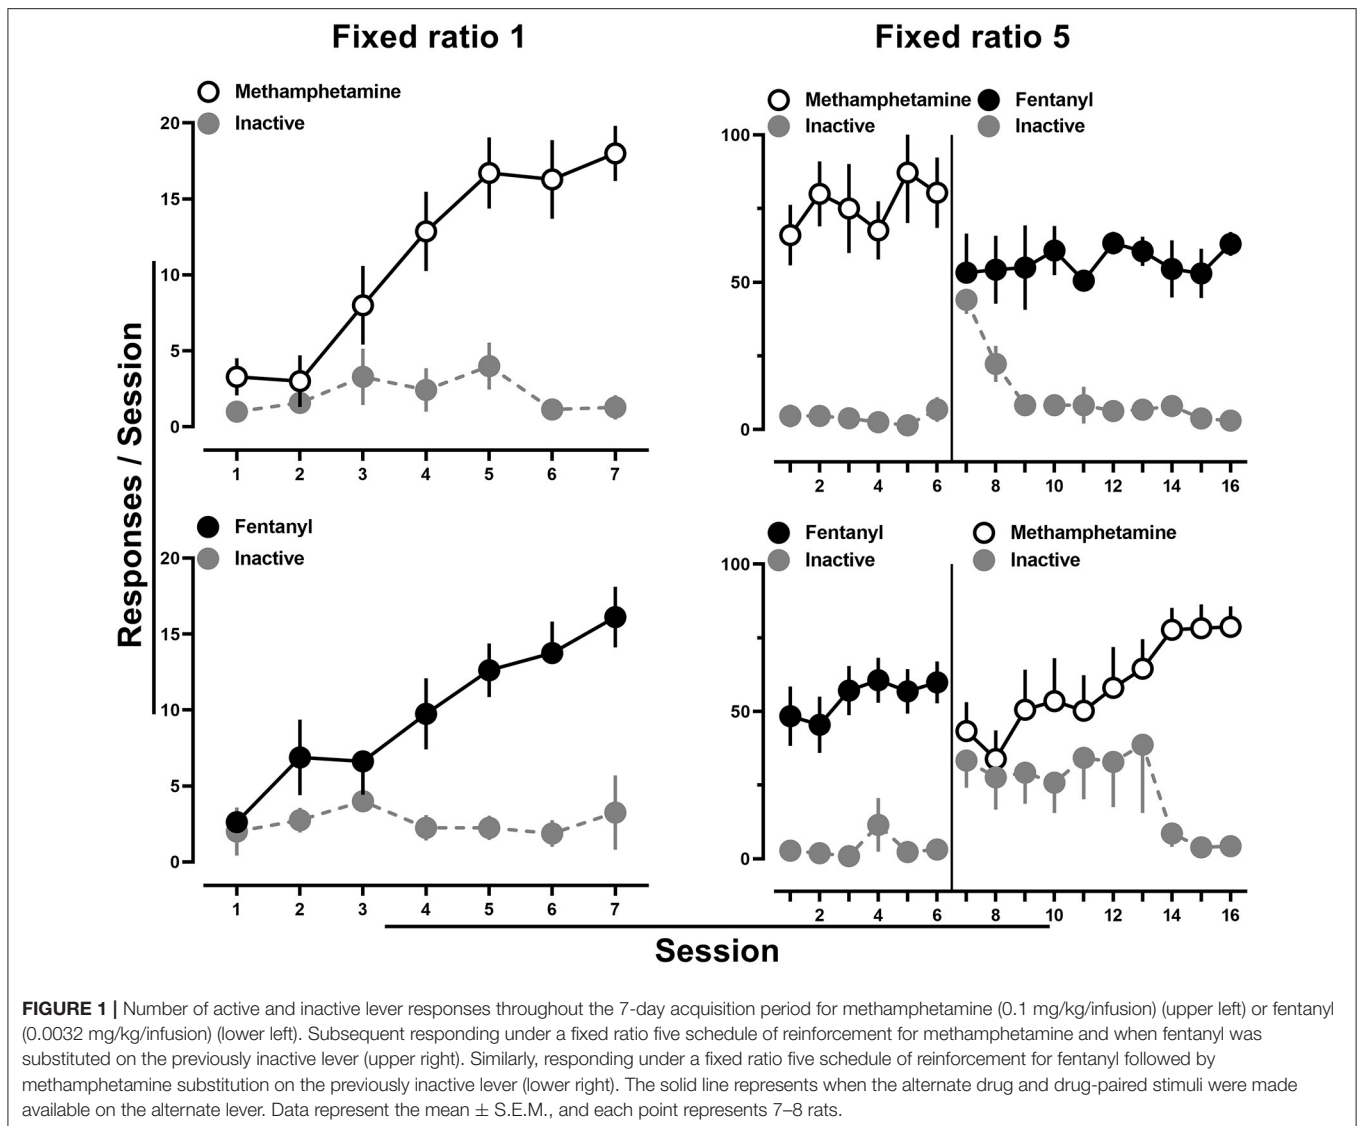 Fixed ratio 1
Fixed ratio 5
Methamphetamine
Inactive
20
15
10
5
0
1 2 3 4 5 6 7
Methamphetamine Fentanyl
Inactive Inactive
100
50
0
2 4 6 8 10 12 14 16
Responses / Session
Fentanyl
Inactive
20
15
10
5
0
1 2 3 4 5 6 7
Fentanyl Methamphetamine
Inactive Inactive
100
50
0
2 4 6 8 10 12 14 16
Session
FIGURE 1 | Number of active and inactive lever responses throughout the 7-day acquisition period for methamphetamine (0.1 mg/kg/infusion) (upper left) or fentanyl
(0.0032 mg/kg/infusion) (lower left). Subsequent responding under a fixed ratio five schedule of reinforcement for methamphetamine and when fentanyl was
substituted on the previously inactive lever (upper right). Similarly, responding under a fixed ratio five schedule of reinforcement for fentanyl followed by
methamphetamine substitution on the previously inactive lever (lower right). The solid line represents when the alternate drug and drug-paired stimuli were made
available on the alternate lever. Data represent the mean ± S.E.M., and each point represents 7–8 rats.